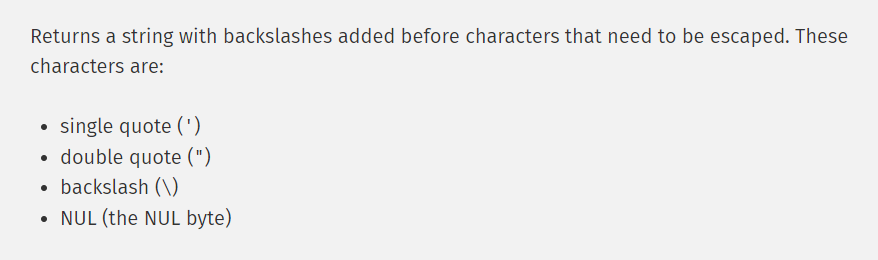 Returns a string with backslashes added before characters that need to be escaped. These
characters are:
• single quote (')
• double quote (")
• backslash (\)
• NUL (the NUL byte)